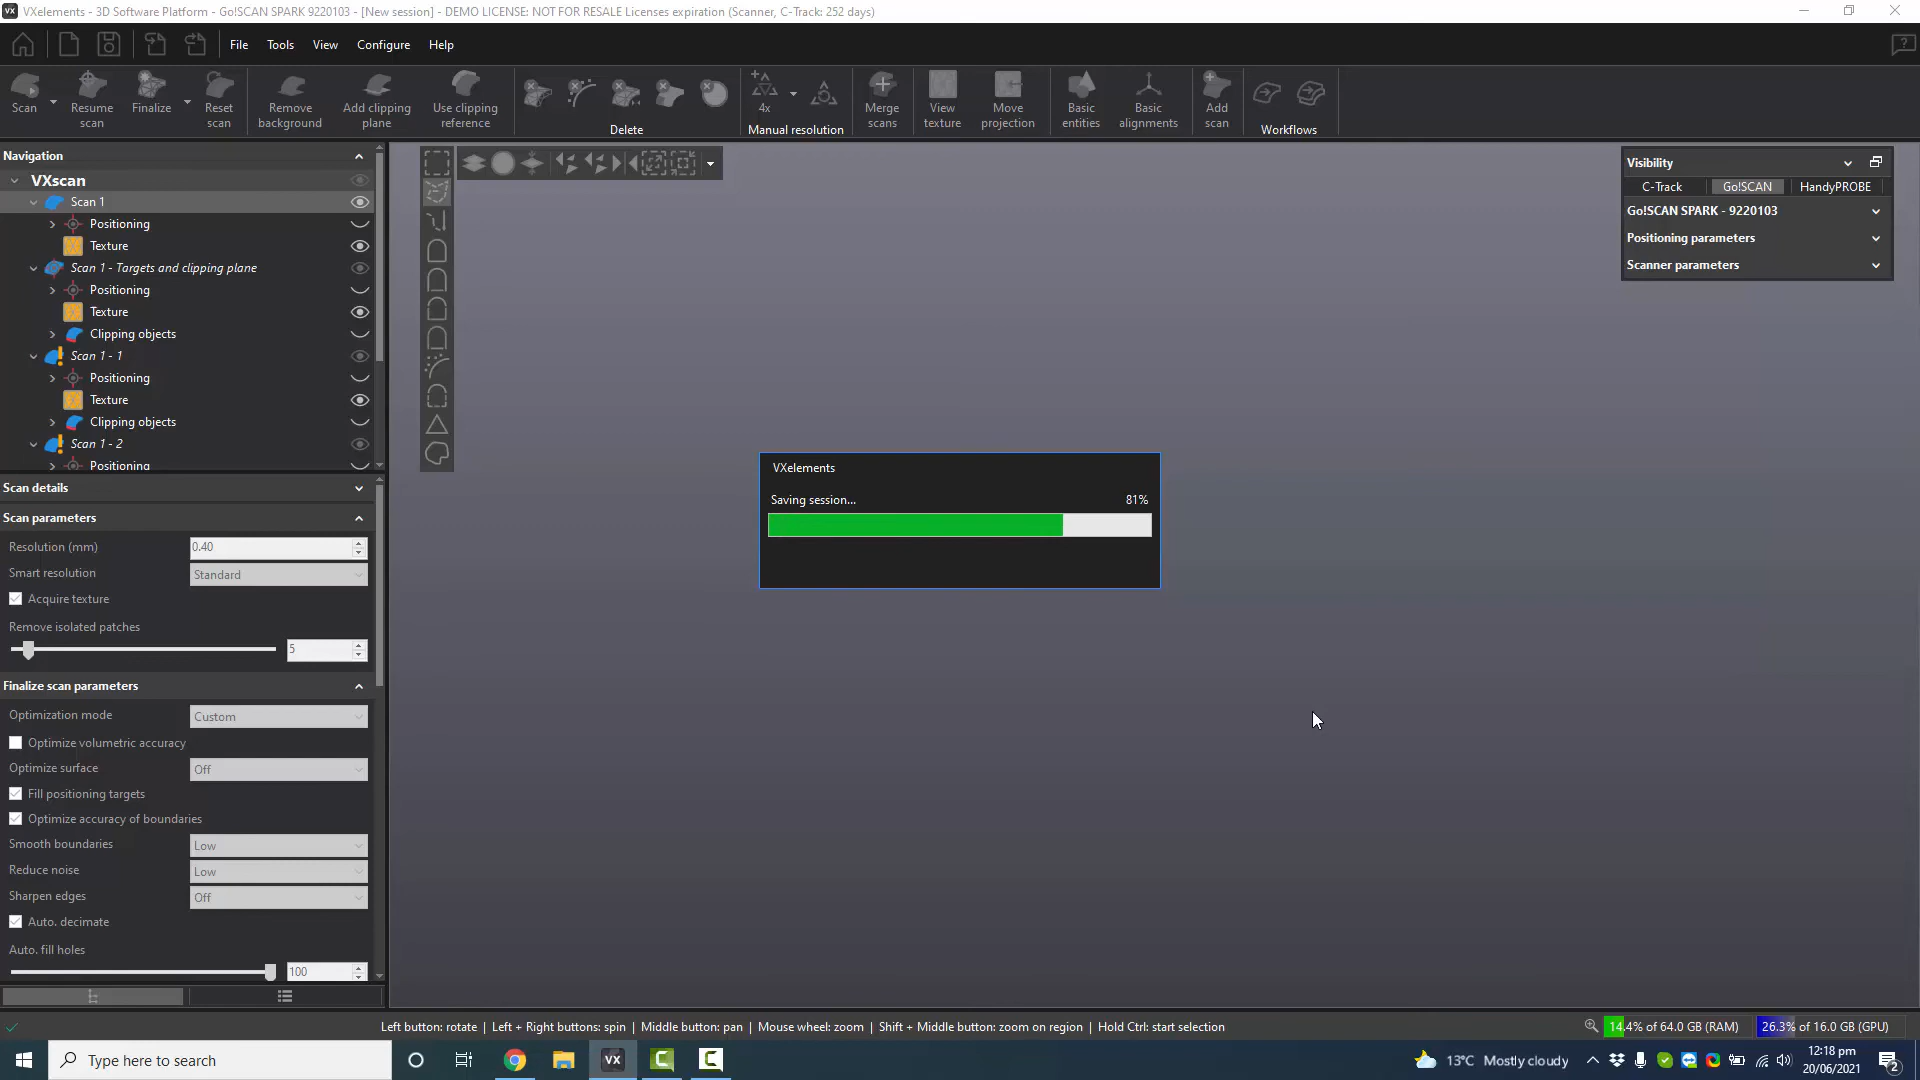 VXelements - 3D Software Platform - Go!SCAN SPARK 9220103 - [New session] - DEMO LICENSE: NOT FOR RESALE Licenses expiration (Scanner, C-Track: 252 days)
File Tools View Configure Help
Scan
Resume scan
Finalize
Reset scan
Remove background
Add clipping plane
Use clipping reference
Delete
4x
Manual resolution
Merge scans
View texture
Move projection
Basic entities
Basic alignments
Add scan
Workflows
Navigation
VXscan
Scan 1
Positioning
Texture
Scan 1 - Targets and clipping plane
Positioning
Texture
Clipping objects
Scan 1 - 1
Positioning
Texture
Clipping objects
Scan 1 - 2
Positioning
Scan details
Scan parameters
Resolution (mm) 0.40
Smart resolution Standard
Acquire texture
Remove isolated patches
5
Finalize scan parameters
Optimization mode Custom
Optimize volumetric accuracy
Optimize surface Off
Fill positioning targets
Optimize accuracy of boundaries
Smooth boundaries Low
Reduce noise Low
Sharpen edges Off
Auto. decimate
Auto. fill holes
100
VXelements
Saving session... 81%
Visibility
C-Track Go!SCAN HandyPROBE
Go!SCAN SPARK - 9220103
Positioning parameters
Scanner parameters
Left button: rotate | Left + Right buttons: spin | Middle button: pan | Mouse wheel: zoom | Shift + Middle button: zoom on region | Hold Ctrl: start selection
14.4% of 64.0 GB (RAM) 26.3% of 16.0 GB (GPU)
Type here to search
VX
13°C Mostly cloudy
12:18 pm
20/06/2021
2